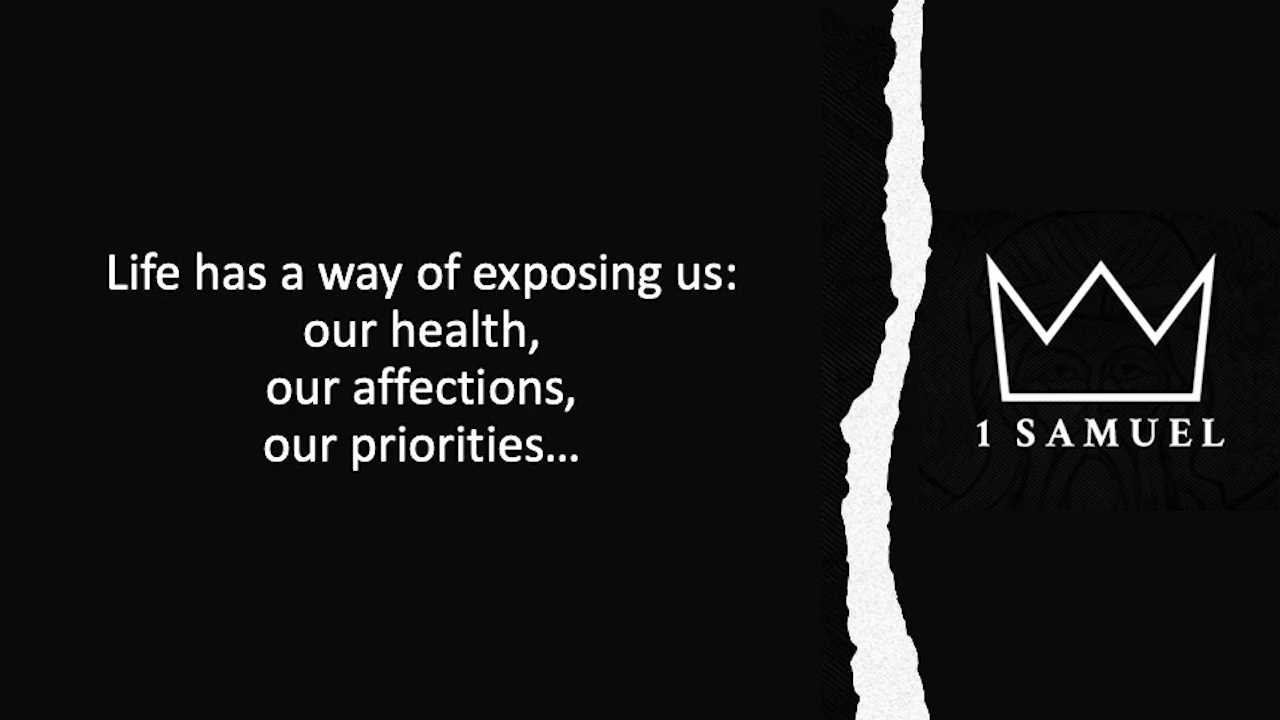 Life has a way of exposing us:
our health,
our affections,
our priorities...
1 SAMUEL